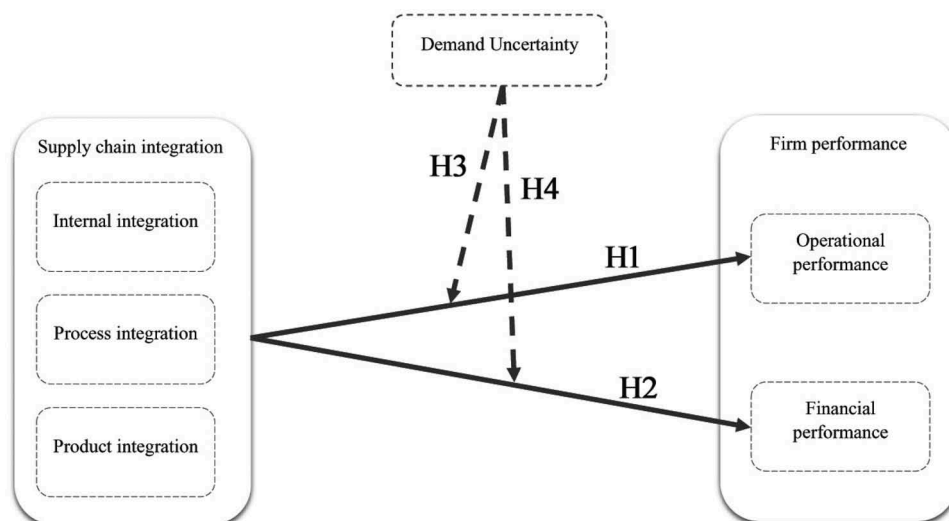 Demand Uncertainty
Supply chain integration
Internal integration
Process integration
Product integration
H3
H4
H1
H2
Firm performance
Operational
performance
Financial
performance